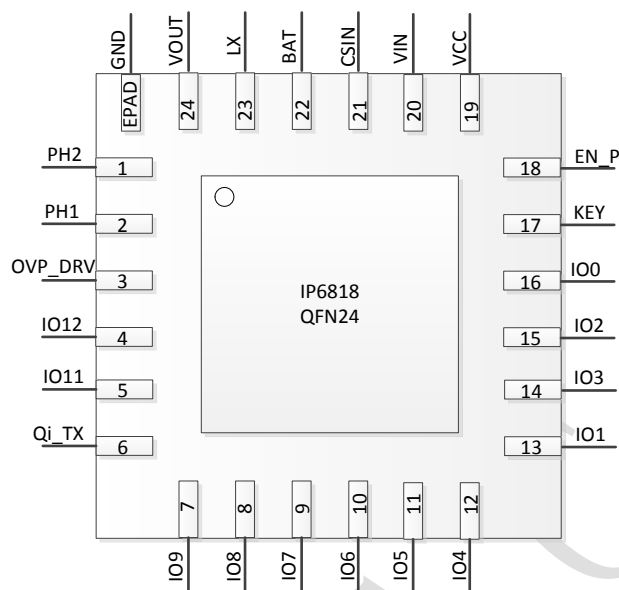 GND
VOUT
LX
BAT
CSIN
VIN
VCC
EPAD
24
23
22
21
20
19
PH2
1
18
EN_P
PH1
2
17
KEY
OVP_DRV
3
16
IO0
IP6818
QFN24
IO12
4
15
IO2
IO11
5
14
IO3
Qi_TX
6
13
IO1
7
8
9
10
11
12
IO9
IO8
IO7
IO6
IO5
IO4